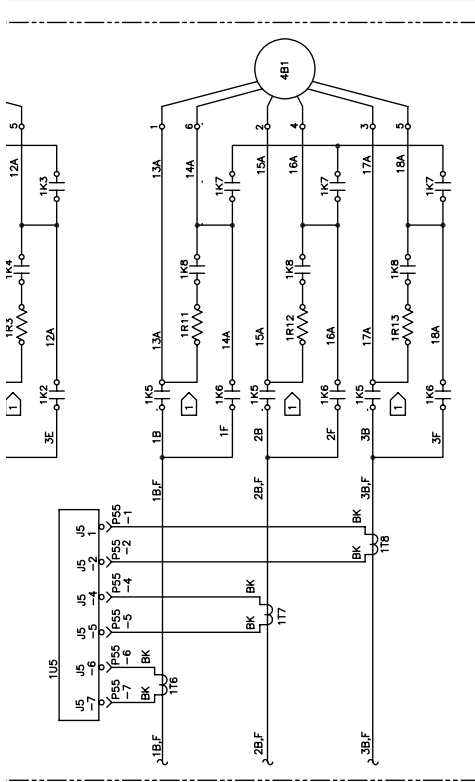 4B1
5
1
6
2
4
3
5
12A
13A
14A
15A
16A
17A
18A
1K3
1K7
1K7
1K7
1K4
1K8
1K8
1K8
1R3
1R11
1R12
1R13
12A
13A
14A
15A
16A
17A
18A
1K2
1K5
1K6
1K5
1K6
1K5
1K6
1
1
1
1
3E
1B
1F
2B
2F
3B
3F
1B,F
2B,F
3B,F
1U5
J5
1
P55
-1
BK
J5
-2
P55
-2
BK
1T8
J5
-4
P55
-4
BK
J5
-5
P55
-5
BK
1T7
J5
-6
P55
-6
BK
J5
-7
P55
-7
BK
1T6
1B,F
2B,F
3B,F